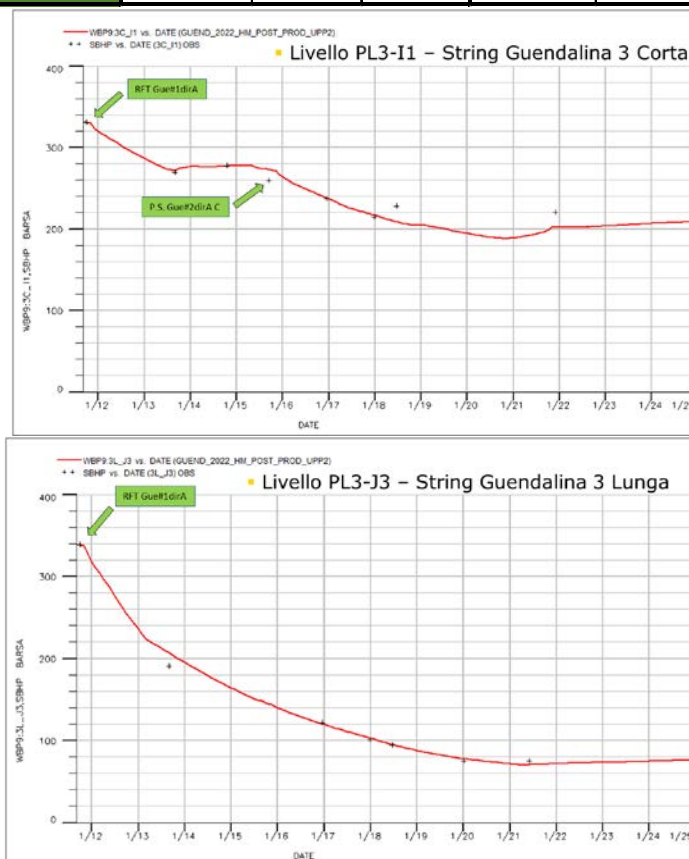 WBP9:3C_I1 vs. DATE (GUEND_2022_HM_POST_PROD_UPP2)
SBHP vs. DATE (3C_I1) OBS
Livello PL3-I1 – String Guendalina 3 Corta
400
RFT Gue#1dirA
300
P.S. Gue#2dirA C
200
100
0
WBP9:3C_I1,SBHP BARSA
1/12 1/13 1/14 1/15 1/16 1/17 1/18 1/19 1/20 1/21 1/22 1/23 1/24 1/2
DATE
WBP9:3L_J3 vs. DATE (GUEND_2022_HM_POST_PROD_UPP2)
SBHP vs. DATE (3L_J3) OBS
Livello PL3-J3 – String Guendalina 3 Lunga
400
RFT Gue#1dirA
300
200
100
0
WBP9:3L_J3,SBHP BARSA
1/12 1/13 1/14 1/15 1/16 1/17 1/18 1/19 1/20 1/21 1/22 1/23 1/24 1/25
DATE